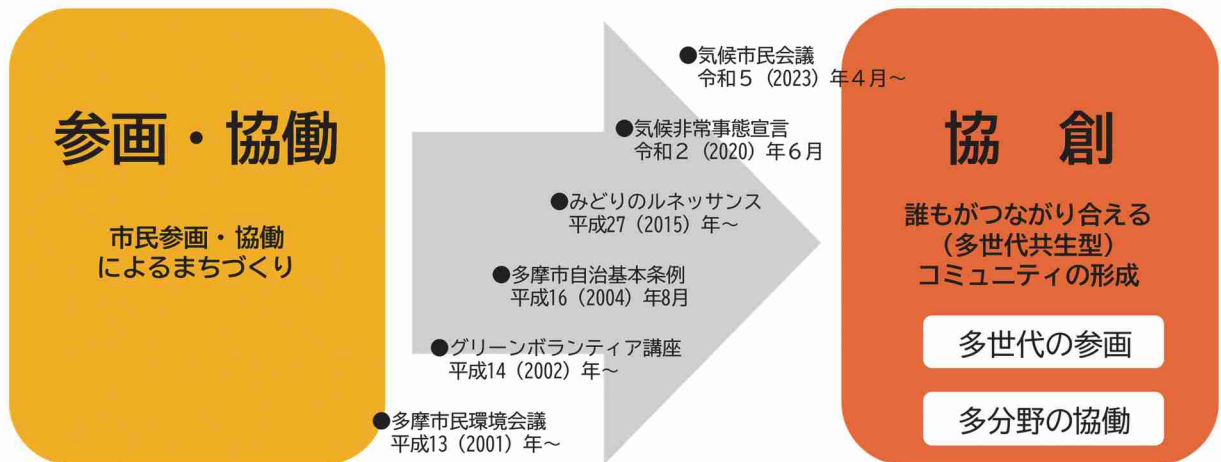 参画・協働
市民参画・協働
によるまちづくり
●気候市民会議
令和5（2023）年4月～
●気候非常事態宣言
令和2（2020）年6月
●みどりのルネッサンス
平成27（2015）年～
●多摩市自治基本条例
平成16（2004）年8月
●グリーンボランティア講座
平成14（2002）年～
●多摩市民環境会議
平成13（2001）年～
協　創
誰もがつながり合える
（多世代共生型）
コミュニティの形成
多世代の参画
多分野の協働